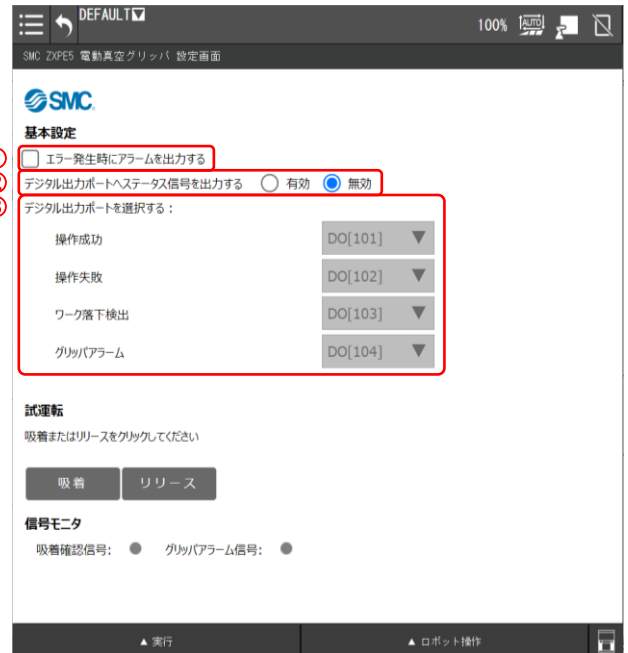 DEFAULT
100% AUTO
SMC ZXPE5 電動真空グリッパ 設定画面
SMC.
基本設定
エラー発生時にアラームを出力する
デジタル出力ポートへステータス信号を出力する 有効 無効
デジタル出力ポートを選択する：
操作成功 DO[101] ▼
操作失敗 DO[102] ▼
ワーク落下検出 DO[103] ▼
グリッパアラーム DO[104] ▼
試運転
吸着またはリリースをクリックしてください
吸着 リリース
信号モニタ
吸着確認信号: グリッパアラーム信号:
▲ 実行 ▲ ロボット操作